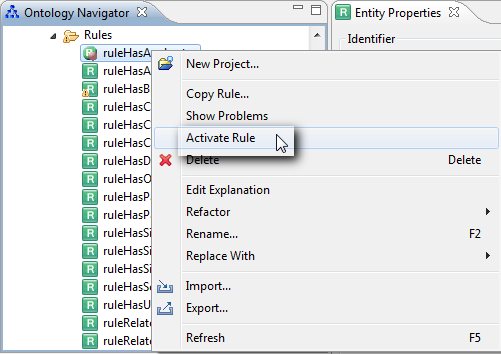 Ontology Navigator
Entity Properties
Rules
Identifier
ruleHasA
ruleHasA
ruleHasB
ruleHasC
ruleHasC
ruleHasC
ruleHasD
ruleHasO
ruleHasP
ruleHasP
ruleHasSi
ruleHasSi
ruleHasSe
ruleHasU
ruleRelate
ruleRelate
New Project...
Copy Rule...
Show Problems
Activate Rule
Delete Delete
Edit Explanation
Refactor
Rename... F2
Replace With
Import...
Export...
Refresh F5